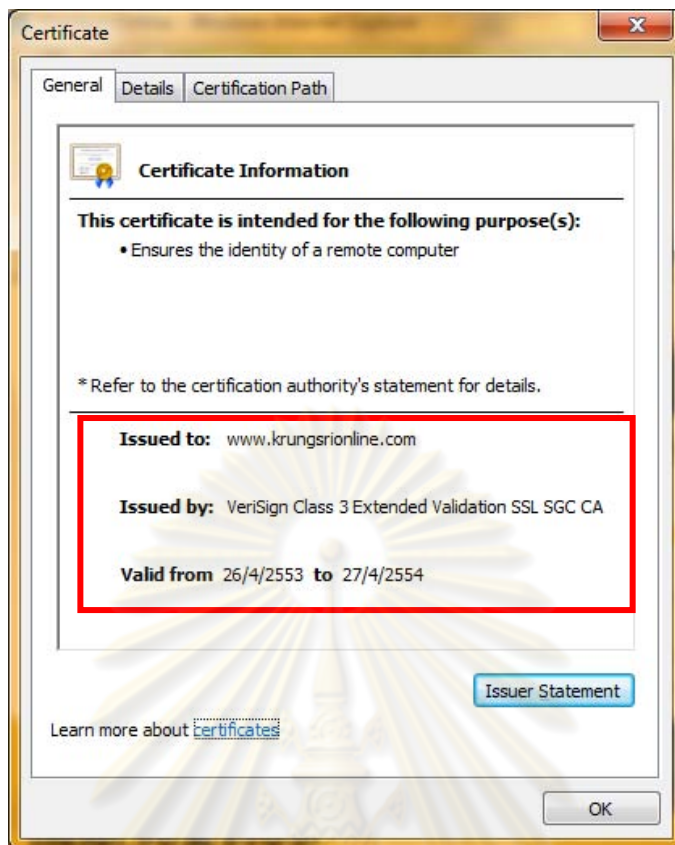 Certificate
General Details Certification Path
Certificate Information
This certificate is intended for the following purpose(s):
• Ensures the identity of a remote computer
* Refer to the certification authority's statement for details.
Issued to: www.krungsrionline.com
Issued by: VeriSign Class 3 Extended Validation SSL SGC CA
Valid from 26/4/2553 to 27/4/2554
Issuer Statement
Learn more about certificates
OK